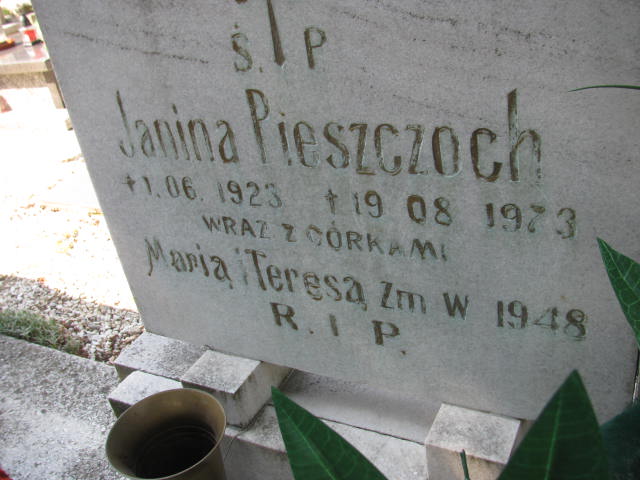 Ś.†P
Janina Pieszczoch
+1.06.1923 +19 08 1973
WRAZ Z CÓRKAMI
Marią i Teresą zm w 1948
R. I P.